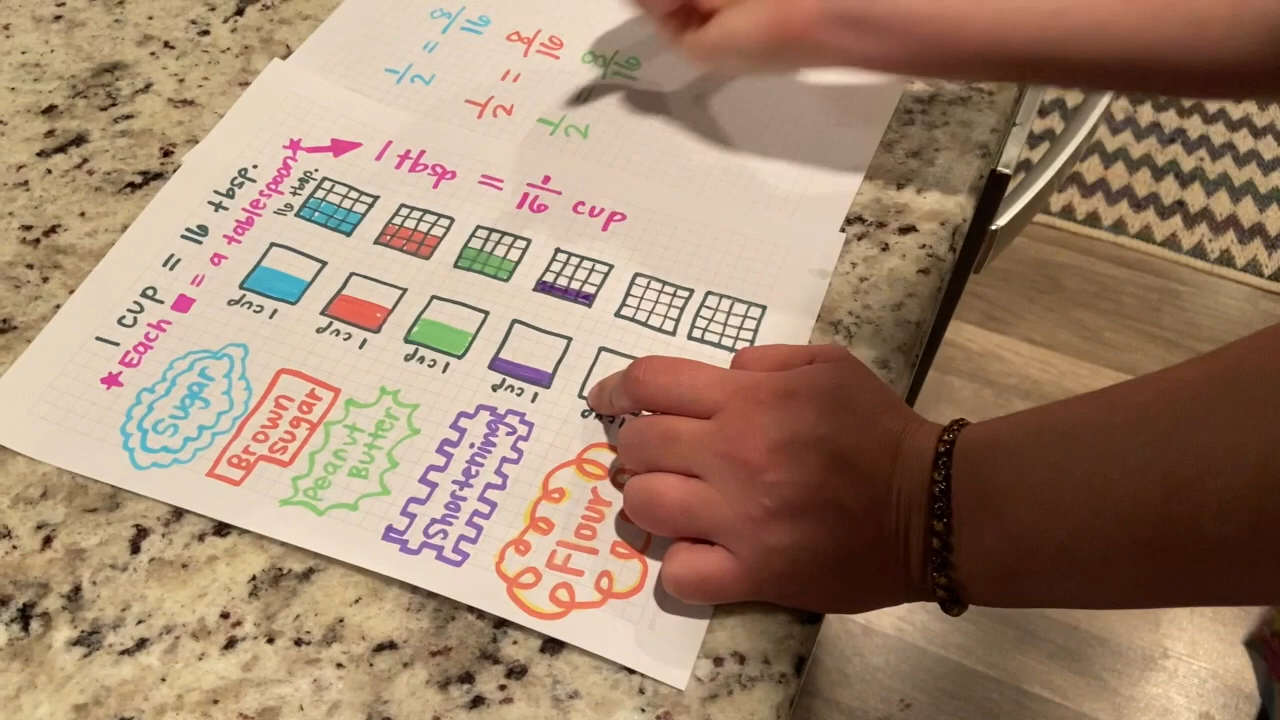 1/2 = 8/16
1/2 = 8/16
1/2 = 8/16
1 cup = 16 tbsp.
*Each ■ = a tablespoon*
1 tbsp = 1/16 cup
16 tbsp.
1 cup
1 cup
1 cup
1 cup
Sugar
Brown
Sugar
Peanut
Butter
Shortening
Flour